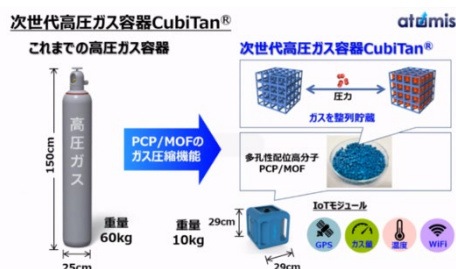 次世代高圧ガス容器CubiTan®
atomis
これまでの高圧ガス容器
次世代高圧ガス容器CubiTan®
圧力
ガスを整列貯蔵
150cm
高圧ガス
PCP/MOFの
ガス圧縮機能
多孔性配位高分子
PCP/MOF
重量
60kg
25cm
重量
10kg
29cm
29cm
IoTモジュール
GPS
ガス量
温度
WiFi